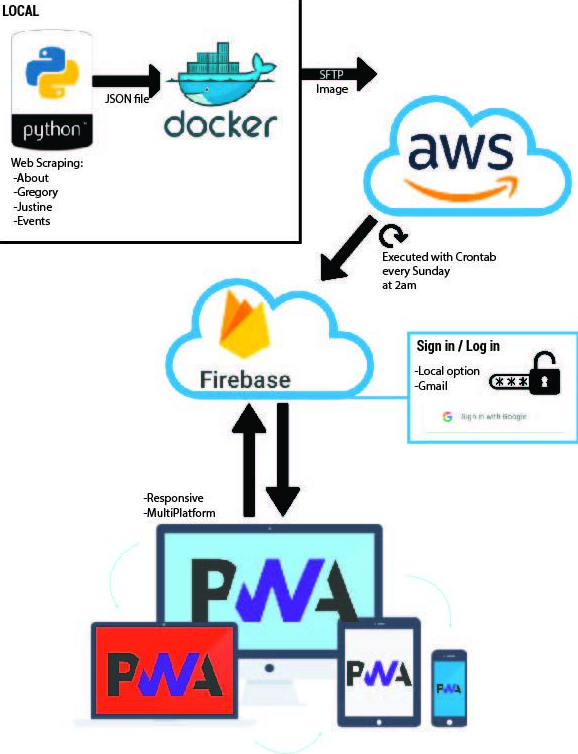 LOCAL
python™
JSON file
docker
SFTP
Image
Web Scraping:
-About
-Gregory
-Justine
-Events
aws
Executed with Crontab
every Sunday
at 2am
Firebase
Sign in / Log in
-Local option
-Gmail
***
G Sign in with Google
-Responsive
-MultiPlatform
PWA
PWA
PWA
PWA